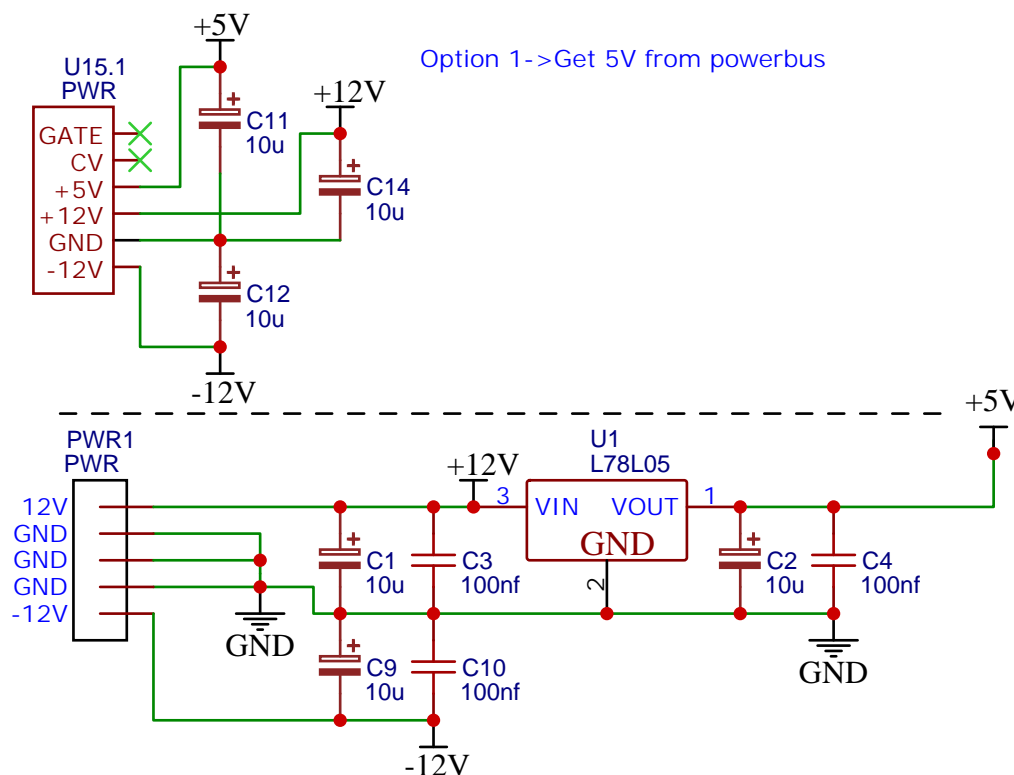 +5V
Option 1->Get 5V from powerbus
U15.1
PWR
+12V
GATE
CV
+5V
+12V
GND
-12V
C11
10u
C14
10u
C12
10u
-12V
+5V
PWR1
PWR
U1
L78L05
+12V
12V
GND
GND
GND
-12V
3
VIN
VOUT
1
GND
2
C1
10u
C3
100nf
C2
10u
C4
100nf
GND
GND
C9
10u
C10
100nf
-12V